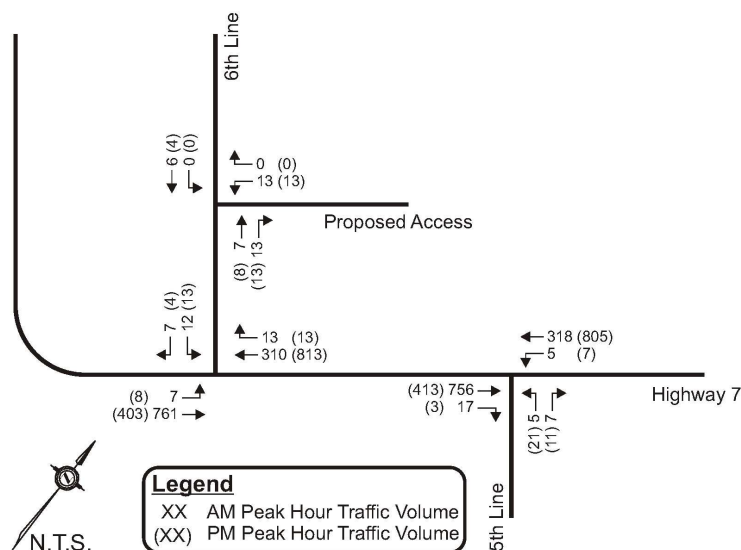 6th Line
6 (4)
0 (0)
0 (0)
13 (13)
Proposed Access
(8) 7
(13) 13
7 (4)
12 (13)
13 (13)
310 (813)
318 (805)
5 (7)
Highway 7
(8) 7
(403) 761
(413) 756
(3) 17
(21) 5
(11) 7
5th Line
Legend
XX AM Peak Hour Traffic Volume
(XX) PM Peak Hour Traffic Volume
N.T.S.